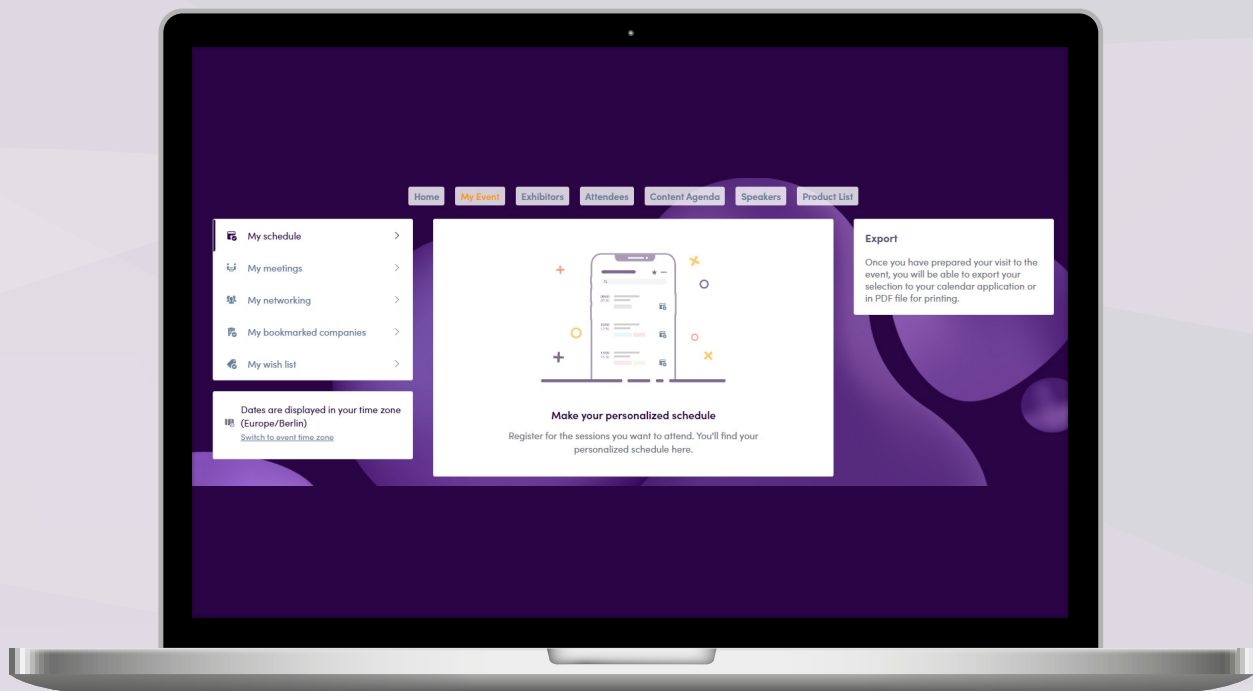 Home
My Event
Exhibitors
Attendees
Content Agenda
Speakers
Product List
My schedule
My meetings
My networking
My bookmarked companies
My wish list
Dates are displayed in your time zone
(Europe/Berlin)
Switch to event time zone
Make your personalized schedule
Register for the sessions you want to attend. You'll find your
personalized schedule here.
Export
Once you have prepared your visit to the
event, you will be able to export your
selection to your calendar application or
in PDF file for printing.